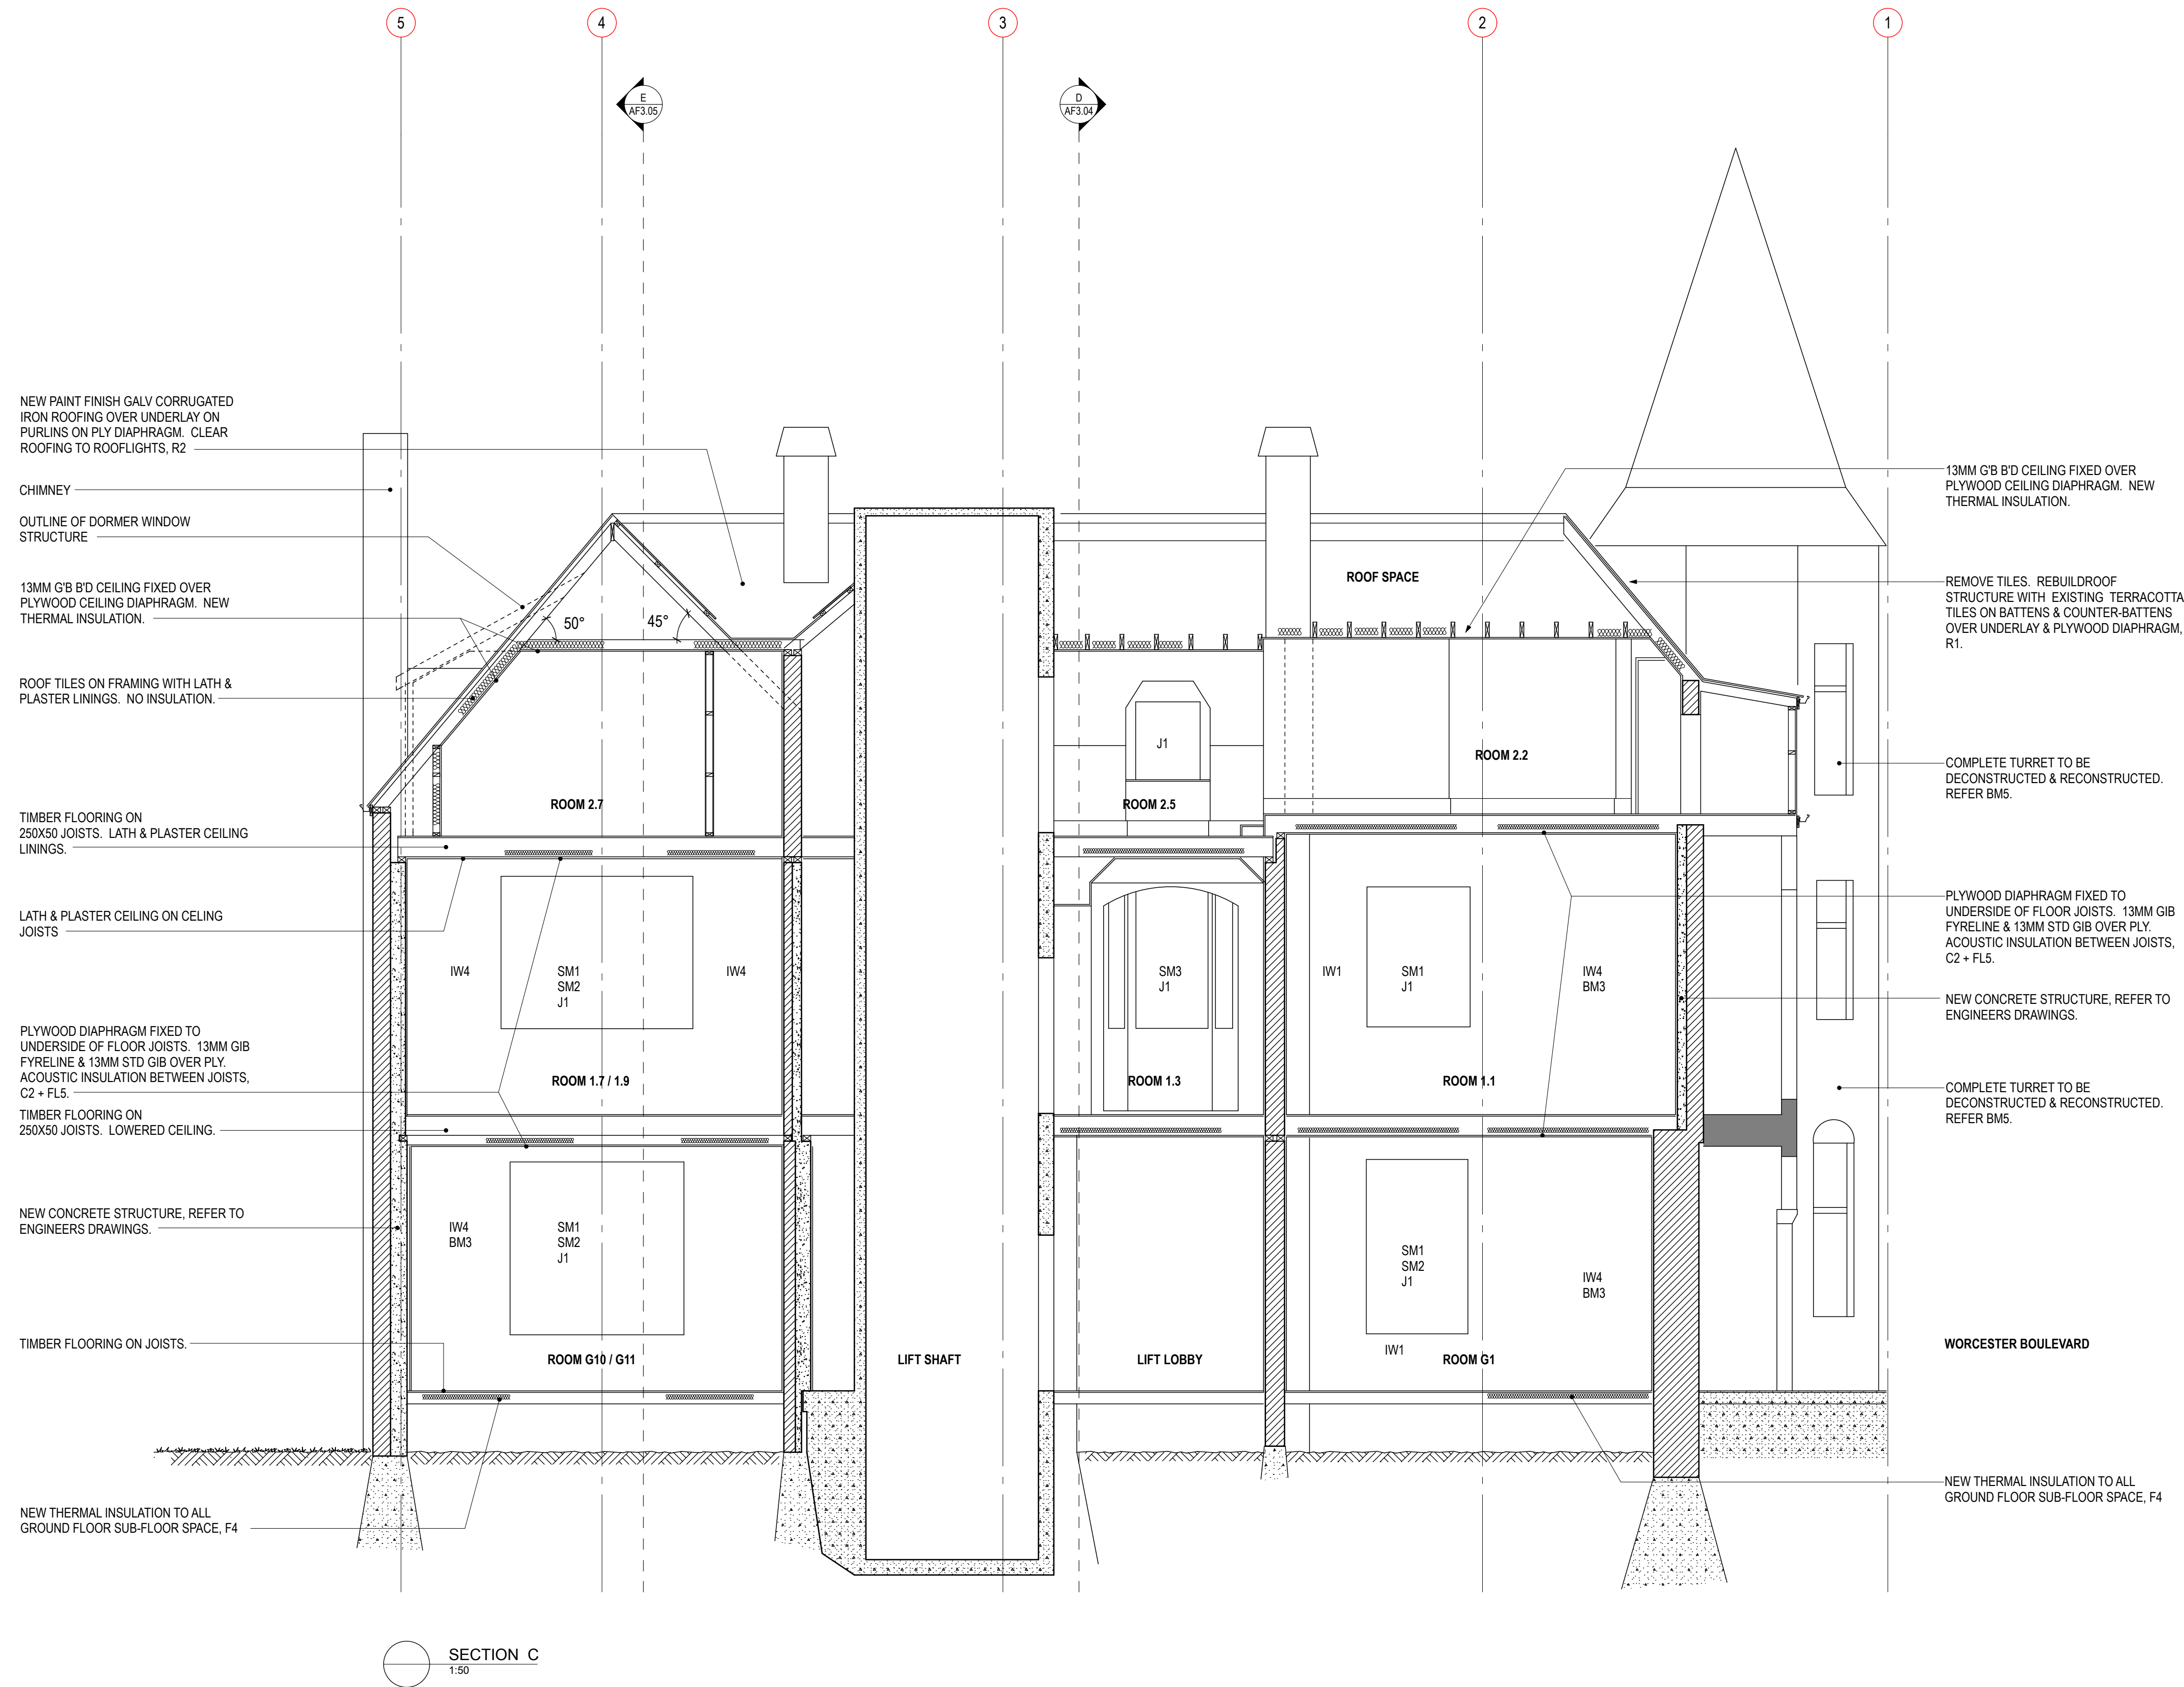 5
4
3
2
1
E
AF3.05
D
AF3.04
NEW PAINT FINISH GALV CORRUGATED
IRON ROOFING OVER UNDERLAY ON
PURLINS ON PLY DIAPHRAGM. CLEAR
ROOFING TO ROOFLIGHTS, R2
CHIMNEY
OUTLINE OF DORMER WINDOW
STRUCTURE
13MM G'B B'D CEILING FIXED OVER
PLYWOOD CEILING DIAPHRAGM. NEW
THERMAL INSULATION.
ROOF TILES ON FRAMING WITH LATH &
PLASTER LININGS. NO INSULATION.
TIMBER FLOORING ON
250X50 JOISTS. LATH & PLASTER CEILING
LININGS.
LATH & PLASTER CEILING ON CELING
JOISTS
PLYWOOD DIAPHRAGM FIXED TO
UNDERSIDE OF FLOOR JOISTS. 13MM GIB
FYRELINE & 13MM STD GIB OVER PLY.
ACOUSTIC INSULATION BETWEEN JOISTS,
C2 + FL5.
TIMBER FLOORING ON
250X50 JOISTS. LOWERED CEILING.
NEW CONCRETE STRUCTURE, REFER TO
ENGINEERS DRAWINGS.
TIMBER FLOORING ON JOISTS.
NEW THERMAL INSULATION TO ALL
GROUND FLOOR SUB-FLOOR SPACE, F4
50°
45°
ROOF SPACE
J1
ROOM 2.7
ROOM 2.5
ROOM 2.2
IW4
SM1
SM2
J1
IW4
SM3
J1
IW1
SM1
J1
IW4
BM3
ROOM 1.7 / 1.9
ROOM 1.3
ROOM 1.1
IW4
BM3
SM1
SM2
J1
SM1
SM2
J1
IW4
BM3
IW1
ROOM G10 / G11
LIFT SHAFT
LIFT LOBBY
ROOM G1
13MM G'B B'D CEILING FIXED OVER
PLYWOOD CEILING DIAPHRAGM. NEW
THERMAL INSULATION.
REMOVE TILES. REBUILDROOF
STRUCTURE WITH EXISTING TERRACOTTA
TILES ON BATTENS & COUNTER-BATTENS
OVER UNDERLAY & PLYWOOD DIAPHRAGM,
R1.
COMPLETE TURRET TO BE
DECONSTRUCTED & RECONSTRUCTED.
REFER BM5.
PLYWOOD DIAPHRAGM FIXED TO
UNDERSIDE OF FLOOR JOISTS. 13MM GIB
FYRELINE & 13MM STD GIB OVER PLY.
ACOUSTIC INSULATION BETWEEN JOISTS,
C2 + FL5.
NEW CONCRETE STRUCTURE, REFER TO
ENGINEERS DRAWINGS.
COMPLETE TURRET TO BE
DECONSTRUCTED & RECONSTRUCTED.
REFER BM5.
WORCESTER BOULEVARD
NEW THERMAL INSULATION TO ALL
GROUND FLOOR SUB-FLOOR SPACE, F4
SECTION C
1:50